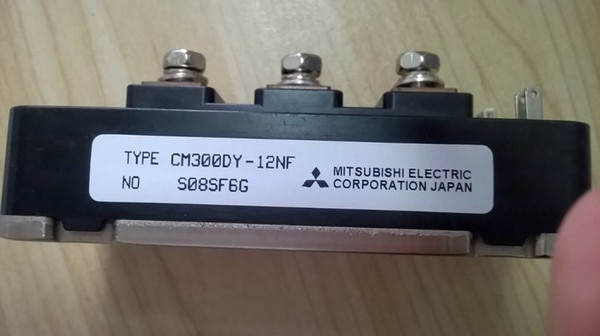 TYPE CM300DY-12NF
NO S08SF6G
MITSUBISHI ELECTRIC
CORPORATION JAPAN